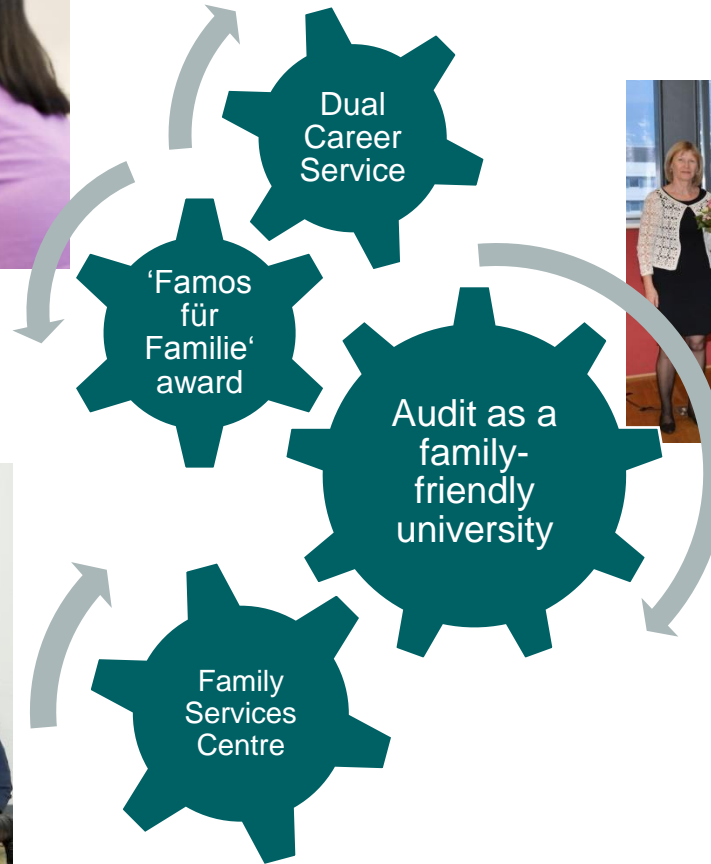 Dual
Career
Service
‘Famos
für
Familie‘
award
Audit as a
family-
friendly
university
Family
Services
Centre